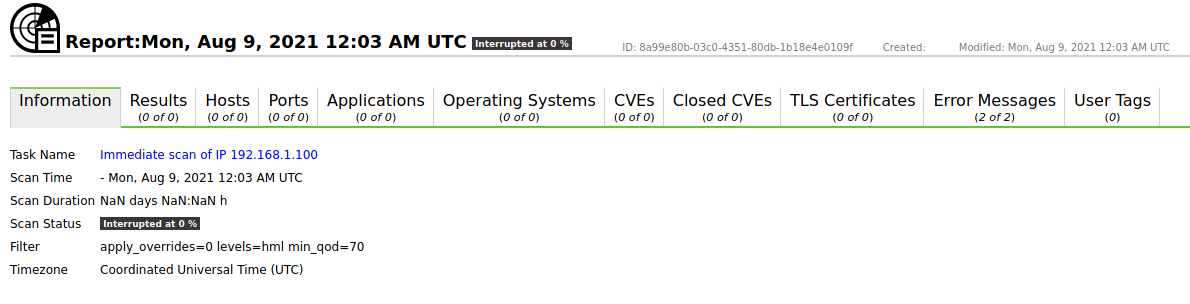 Report:Mon, Aug 9, 2021 12:03 AM UTC Interrupted at 0 % ID: 8a99e80b-03c0-4351-80db-1b18e4e0109f Created: Modified: Mon, Aug 9, 2021 12:03 AM UTC
Information Results Hosts Ports Applications Operating Systems CVEs Closed CVEs TLS Certificates Error Messages User Tags
(0 of 0) (0 of 0) (0 of 0) (0 of 0) (0 of 0) (0 of 0) (0 of 0) (0 of 0) (2 of 2) (0)
Task Name Immediate scan of IP 192.168.1.100
Scan Time - Mon, Aug 9, 2021 12:03 AM UTC
Scan Duration NaN days NaN:NaN h
Scan Status Interrupted at 0 %
Filter apply_overrides=0 levels=hml min_qod=70
Timezone Coordinated Universal Time (UTC)